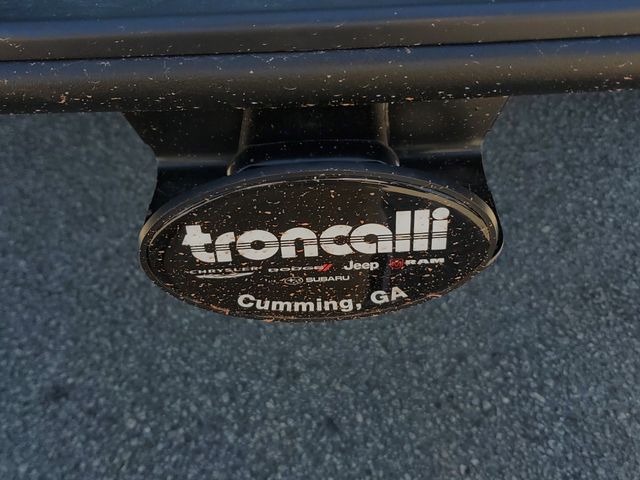 troncalli
CHRYSLER DODGE Jeep RAM
SUBARU
Cumming, GA